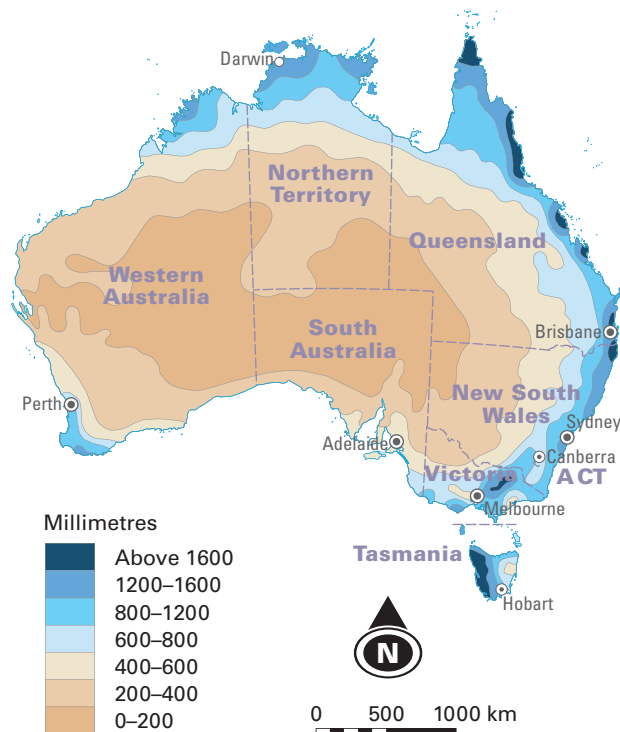 Darwin
Northern
Territory
Queensland
Western
Australia
South
Australia
Brisbane
New South
Wales
Perth
Sydney
Adelaide
Canberra
Victoria
ACT
Melbourne
Tasmania
Hobart
Millimetres
Above 1600
1200–1600
800–1200
600–800
400–600
200–400
0–200
N
0 500 1000 km